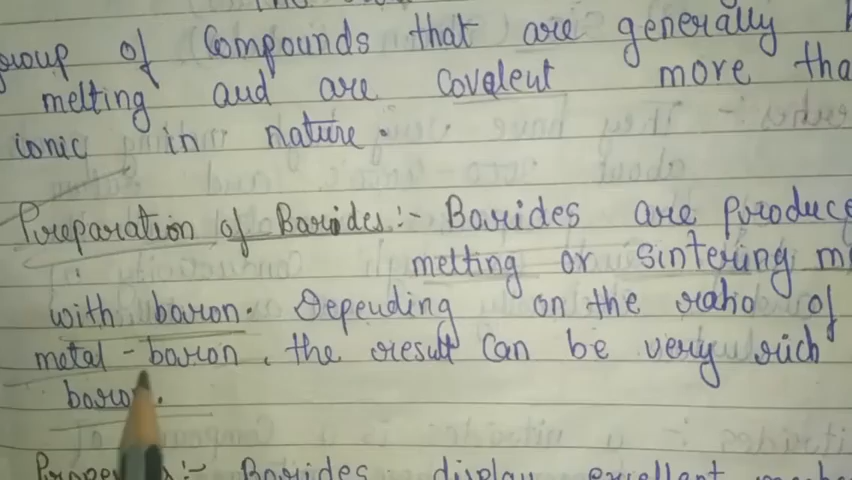 group of Compounds that are generally
melting and are Covalent more tha
ionic in nature.
Preparation of Borides:- Borides are produce
melting or sintering m
with boron. Depending on the ratio of
metal - boron, the result can be very rich
boron.
Borides display excellent